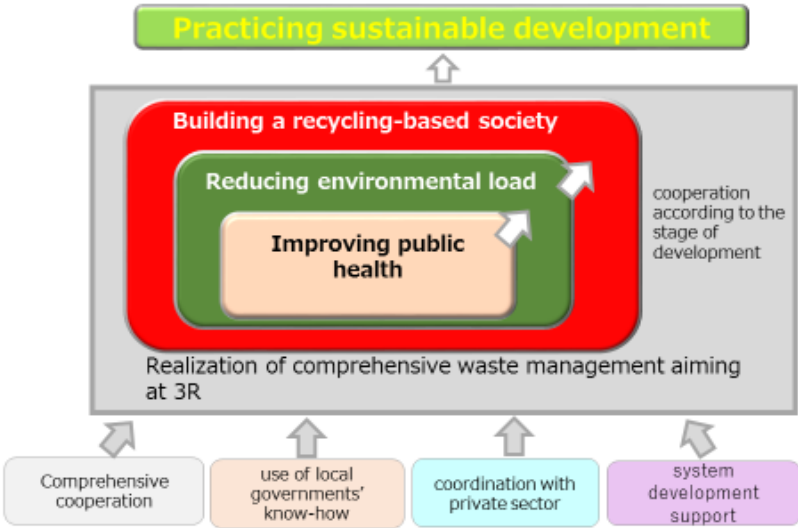 Practicing sustainable development
Building a recycling-based society
Reducing environmental load
Improving public
health
cooperation
according to the
stage of
development
Realization of comprehensive waste management aiming
at 3R
Comprehensive
cooperation
use of local
governments'
know-how
coordination with
private sector
system
development
support